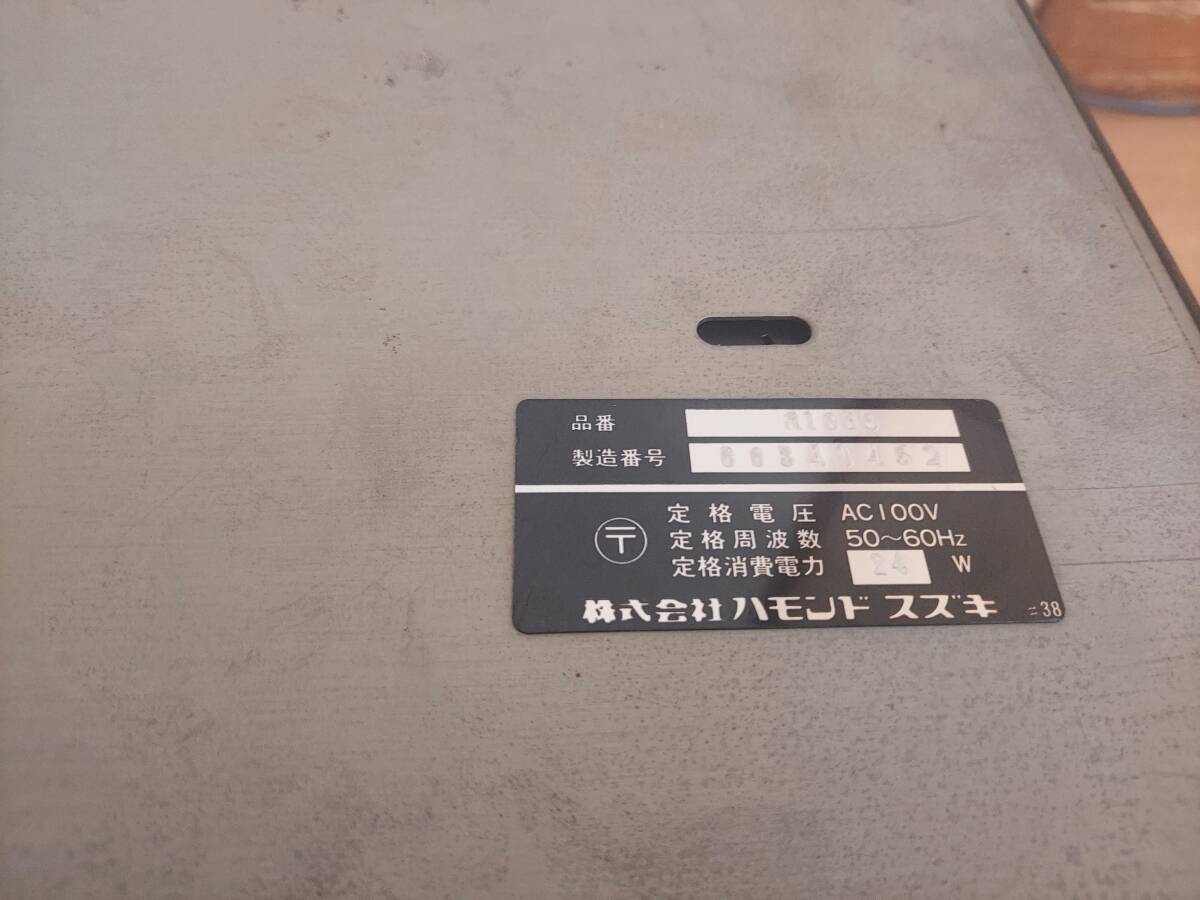 品番
製造番号
〒
定格電圧 AC100V
定格周波数 50～60Hz
定格消費電力 24 W
株式会社ハモンドスズキ
=38